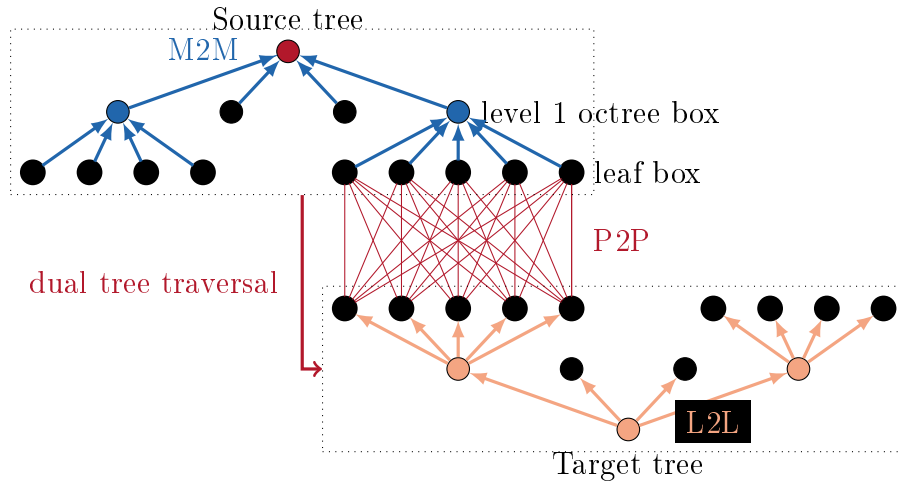 Source tree
M2M
level 1 octree box
leaf box
P2P
dual tree traversal
L2L
Target tree